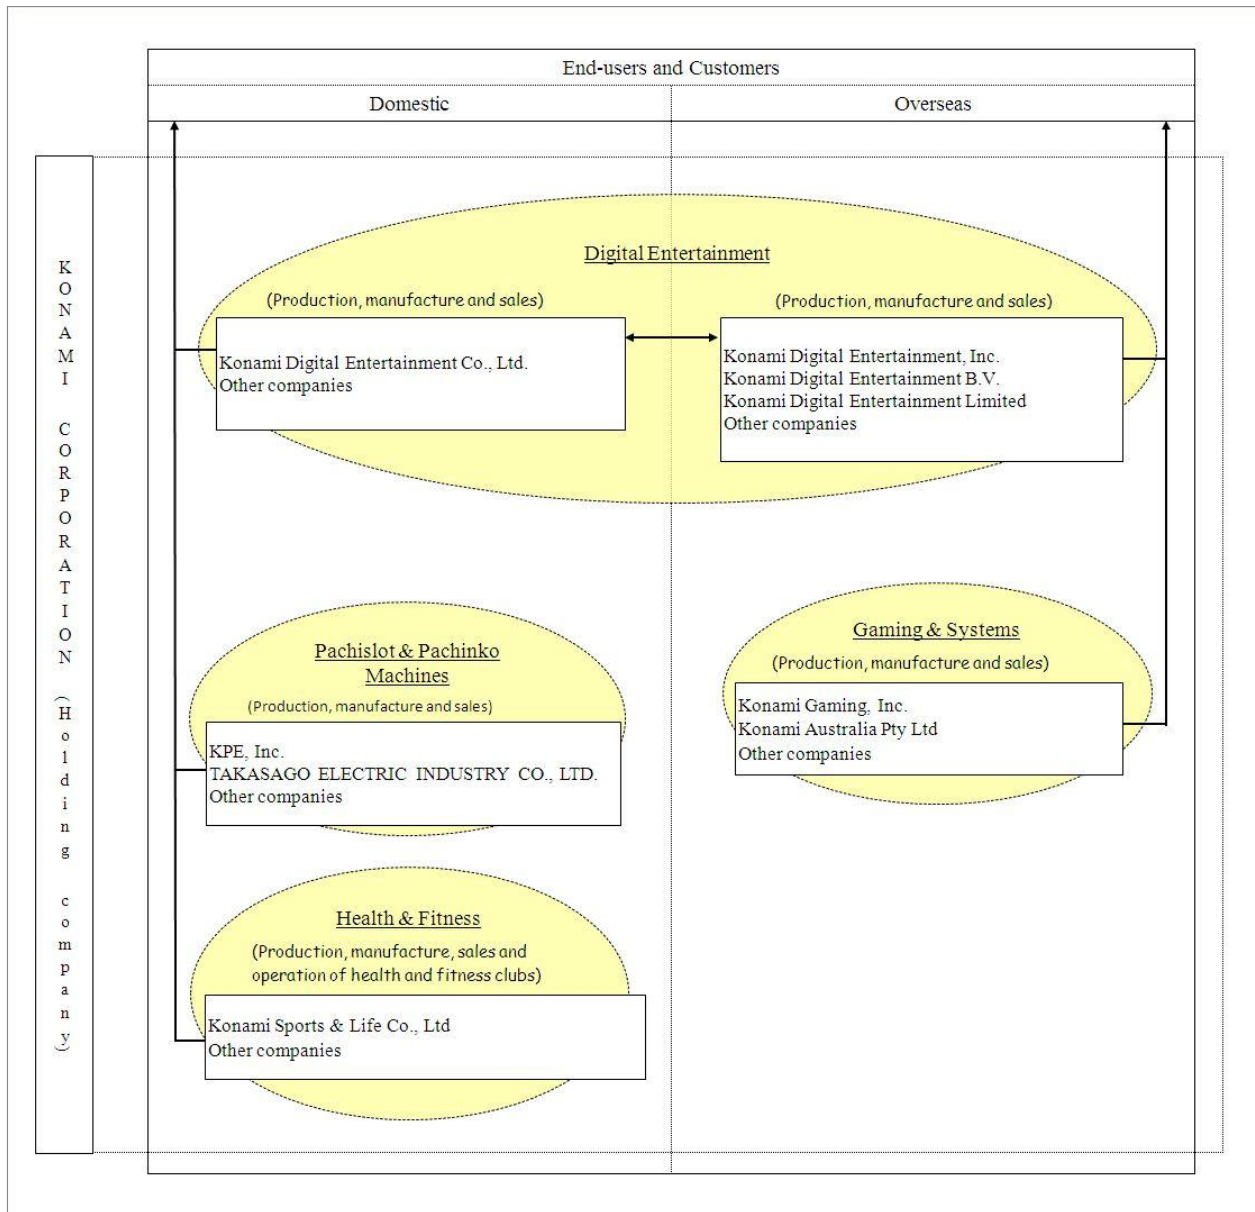 End-users and Customers
Domestic
Overseas
KONAMI CORPORATION (Holding company)
Digital Entertainment
(Production, manufacture and sales)
(Production, manufacture and sales)
Konami Digital Entertainment Co., Ltd.
Other companies
Konami Digital Entertainment, Inc.
Konami Digital Entertainment B.V.
Konami Digital Entertainment Limited
Other companies
Pachislot & Pachinko
Machines
(Production, manufacture and sales)
KPE, Inc.
TAKASAGO ELECTRIC INDUSTRY CO., LTD.
Other companies
Gaming & Systems
(Production, manufacture and sales)
Konami Gaming, Inc.
Konami Australia Pty Ltd
Other companies
Health & Fitness
(Production, manufacture, sales and
operation of health and fitness clubs)
Konami Sports & Life Co., Ltd
Other companies